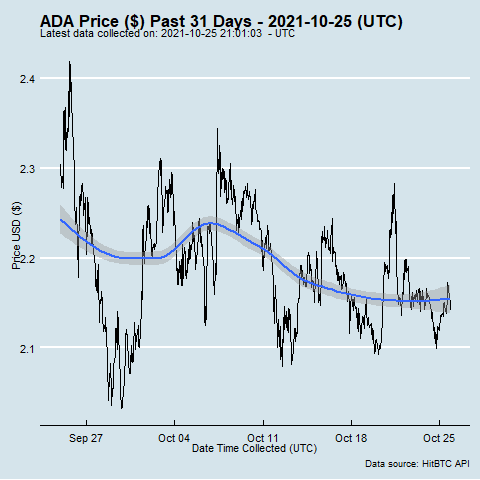 ADA Price ($) Past 31 Days - 2021-10-25 (UTC)
Latest data collected on: 2021-10-25 21:01:03 - UTC
2.4
2.3
2.2
2.1
Price USD ($)
Sep 27
Oct 04
Oct 11
Oct 18
Oct 25
Date Time Collected (UTC)
Data source: HitBTC API